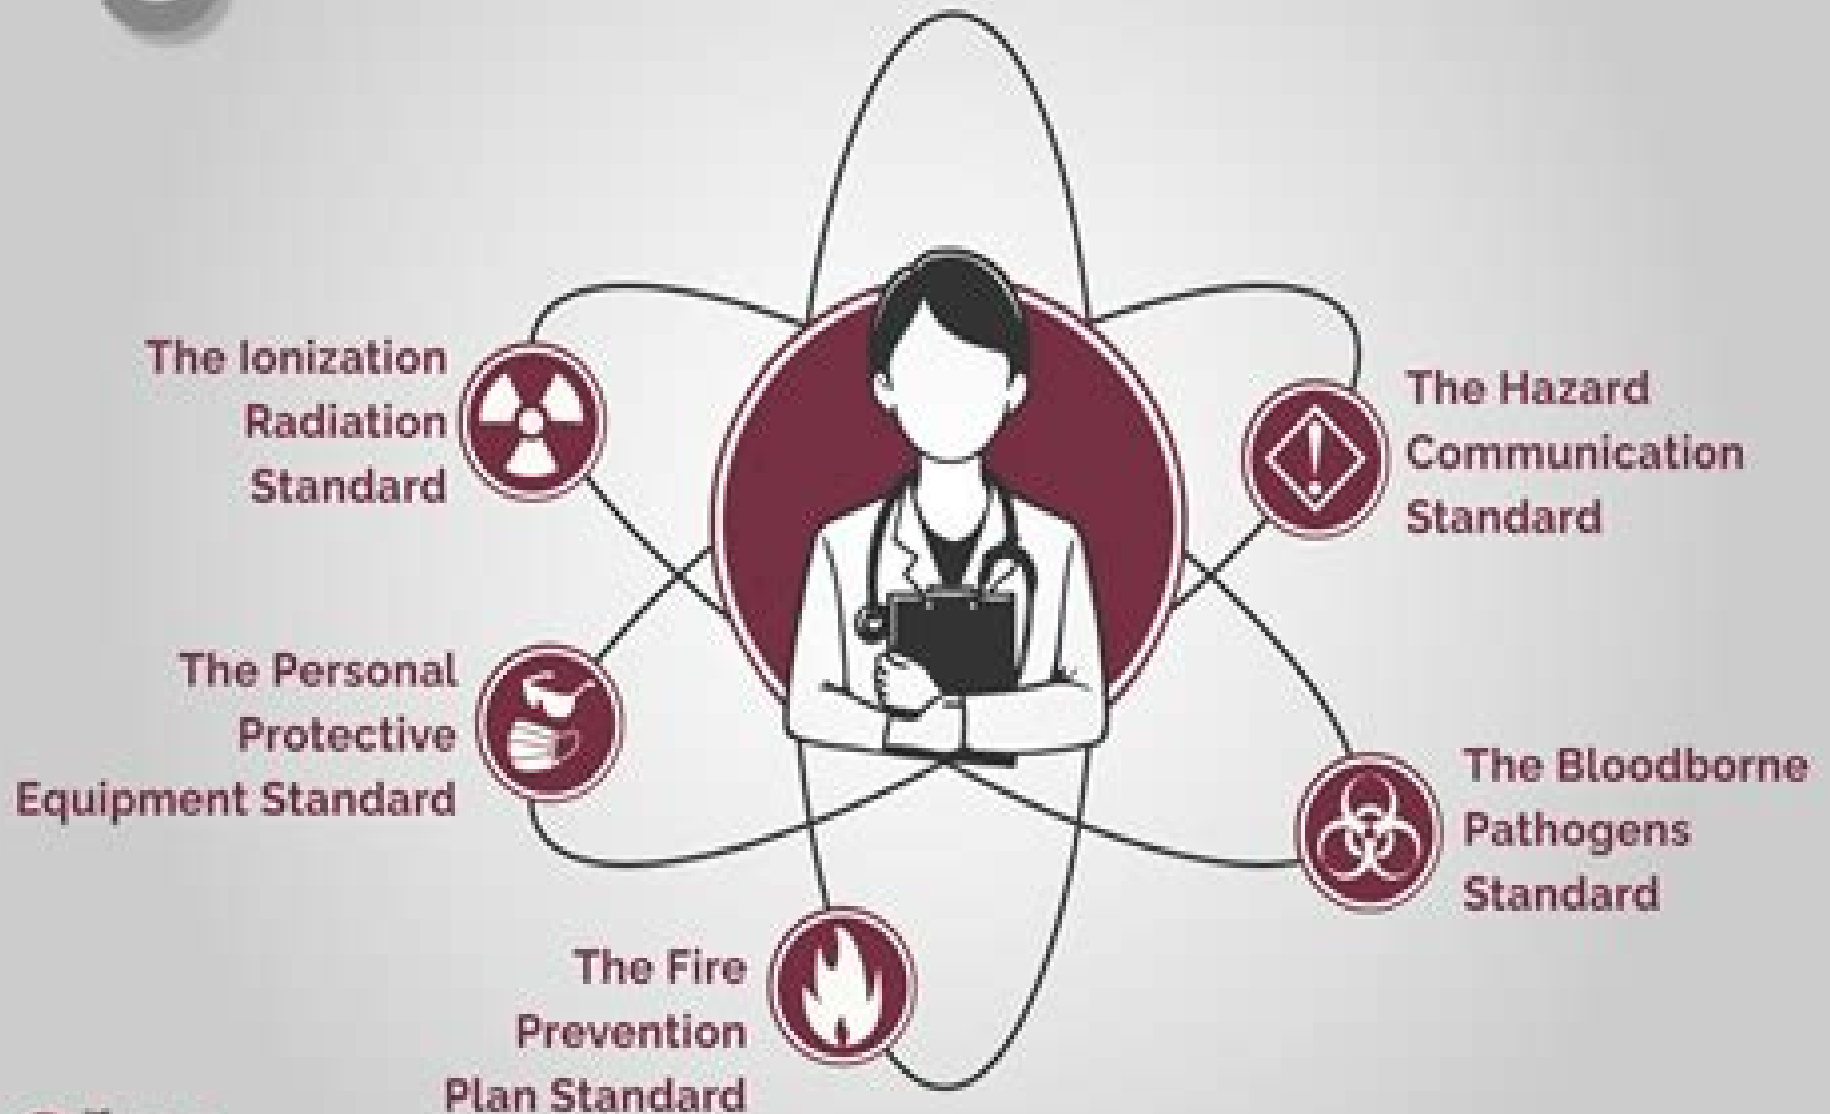 The Ionization
Radiation
Standard
The Hazard
Communication
Standard
The Personal
Protective
Equipment Standard
The Bloodborne
Pathogens
Standard
The Fire
Prevention
Plan Standard